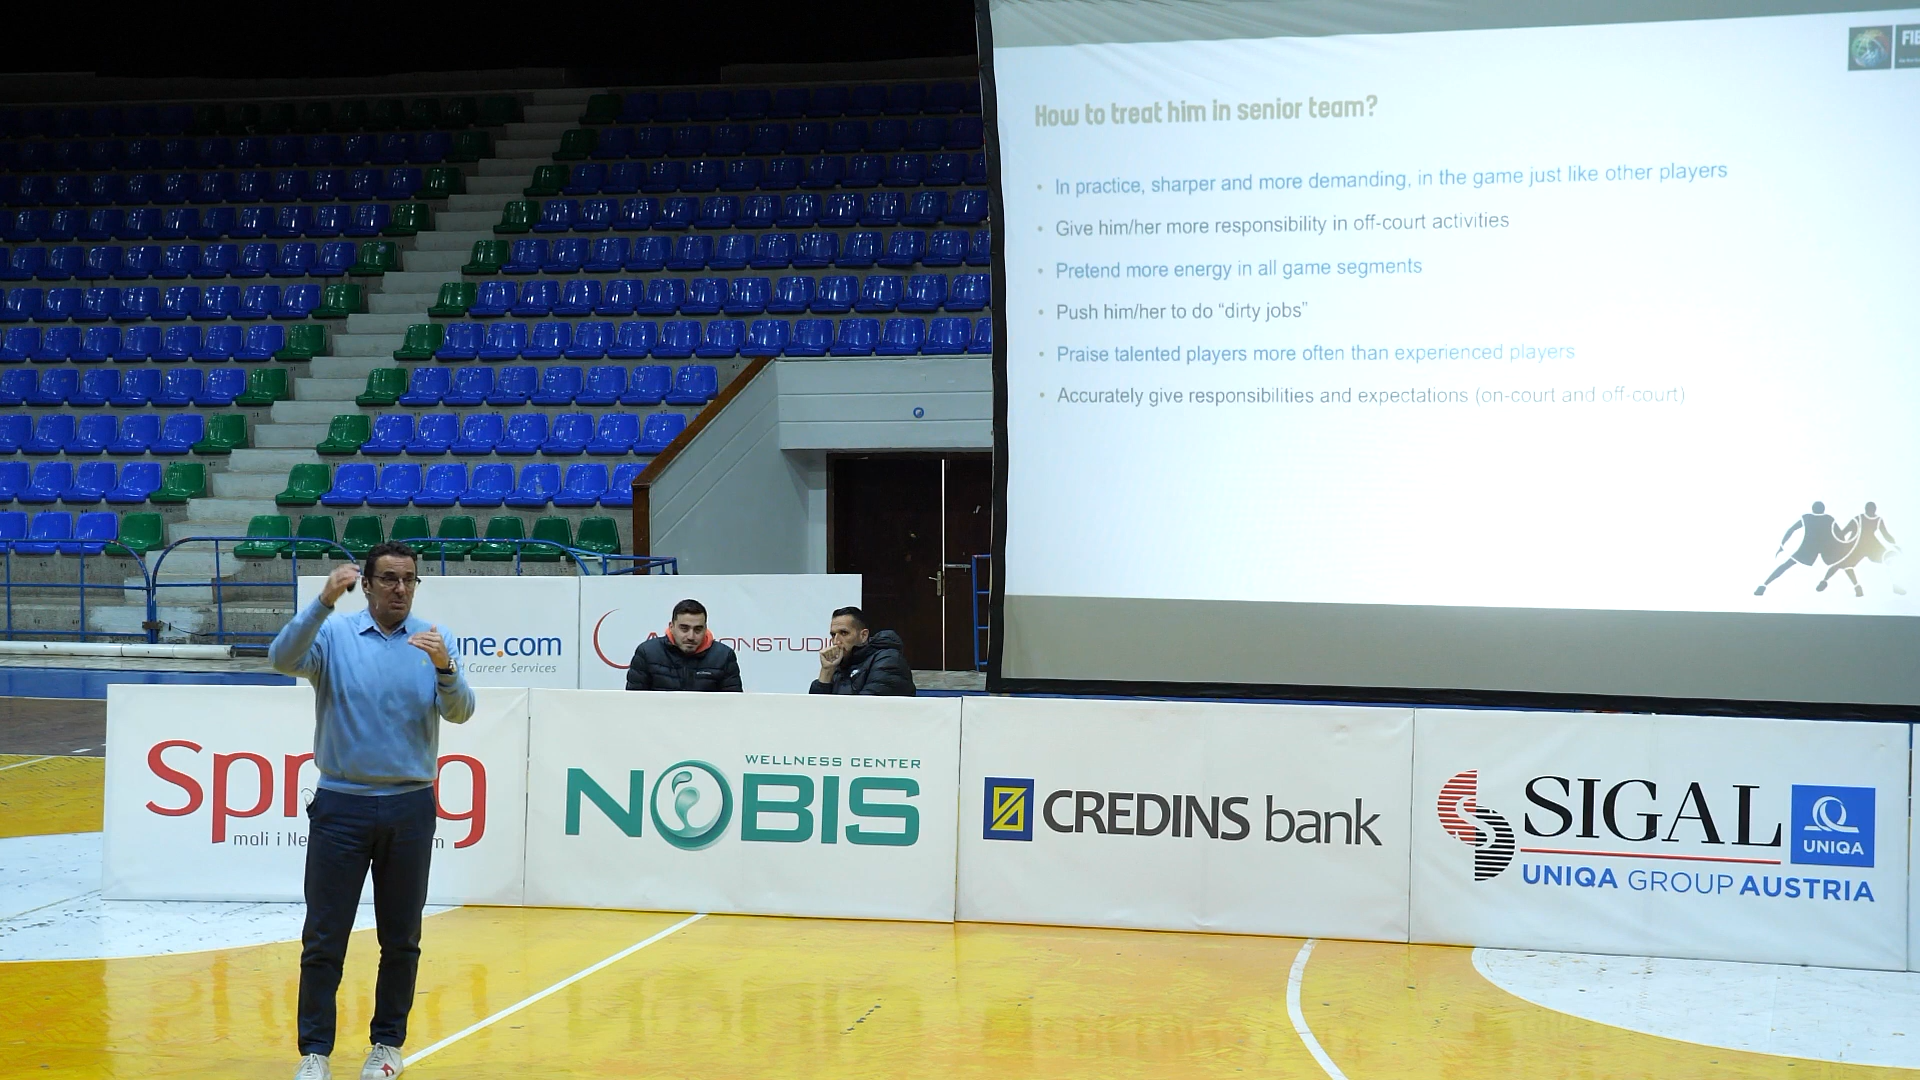 How to treat him in senior team?
• In practice, sharper and more demanding, in the game just like other players
• Give him/her more responsibility in off-court activities
• Pretend more energy in all game segments
• Push him/her to do “dirty jobs”
• Praise talented players more often than experienced players
• Accurately give responsibilities and expectations (on-court and off-court)
une.com
Career Services
WELLNESS CENTER
NOBIS
CREDINS bank
SIGAL
UNIQA
UNIQA GROUP AUSTRIA
mali i